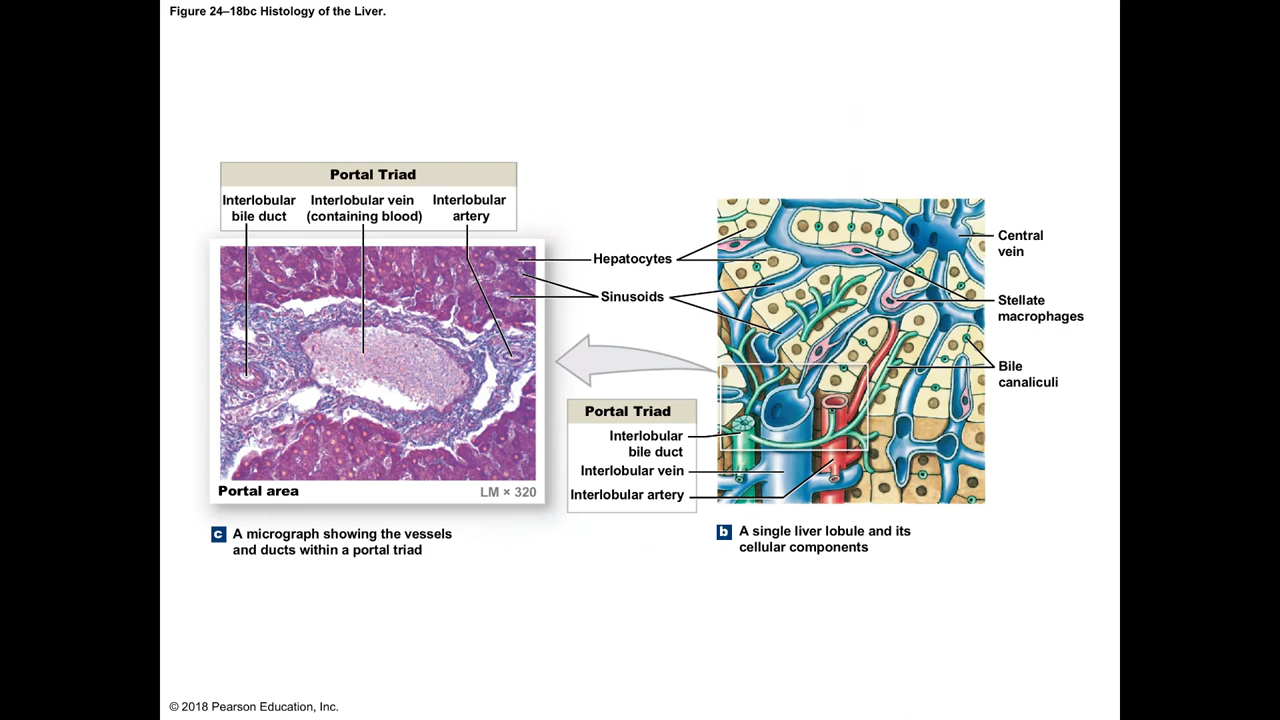 Figure 24–18bc Histology of the Liver.
Portal Triad
Interlobular
bile duct
Interlobular vein
(containing blood)
Interlobular
artery
Hepatocytes
Sinusoids
Central
vein
Stellate
macrophages
Bile
canaliculi
Portal Triad
Interlobular
bile duct
Interlobular vein
Interlobular artery
Portal area
LM × 320
c A micrograph showing the vessels
and ducts within a portal triad
b A single liver lobule and its
cellular components
© 2018 Pearson Education, Inc.